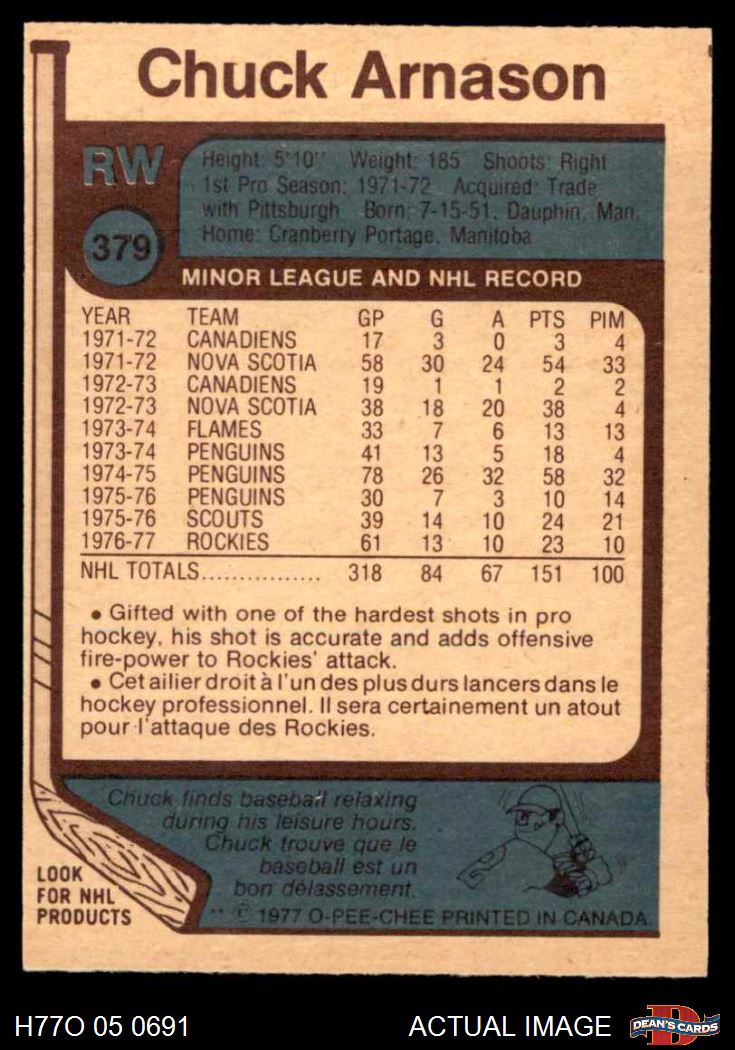 Chuck Arnason
RW
379
Height: 5'10" Weight: 185 Shoots: Right
1st Pro Season: 1971-72 Acquired: Trade
with Pittsburgh Born: 7-15-51, Dauphin, Man.
Home: Cranberry Portage, Manitoba
MINOR LEAGUE AND NHL RECORD
YEAR TEAM GP G A PTS PIM
1971-72 CANADIENS 17 3 0 3 4
1971-72 NOVA SCOTIA 58 30 24 54 33
1972-73 CANADIENS 19 1 1 2 2
1972-73 NOVA SCOTIA 38 18 20 38 4
1973-74 FLAMES 33 7 6 13 13
1973-74 PENGUINS 41 13 5 18 4
1974-75 PENGUINS 78 26 32 58 32
1975-76 PENGUINS 30 7 3 10 14
1975-76 SCOUTS 39 14 10 24 21
1976-77 ROCKIES 61 13 10 23 10
NHL TOTALS................ 318 84 67 151 100
• Gifted with one of the hardest shots in pro
hockey, his shot is accurate and adds offensive
fire-power to Rockies' attack.
• Cet ailier droit à l'un des plus durs lancers dans le
hockey professionnel. Il sera certainement un atout
pour l'attaque des Rockies.
Chuck finds baseball relaxing
during his leisure hours.
Chuck trouve que le
baseball est un
bon délassement.
LOOK
FOR NHL
PRODUCTS
** © 1977 O-PEE-CHEE PRINTED IN CANADA
H77O 05 0691
ACTUAL IMAGE
D
DEAN'S CARDS